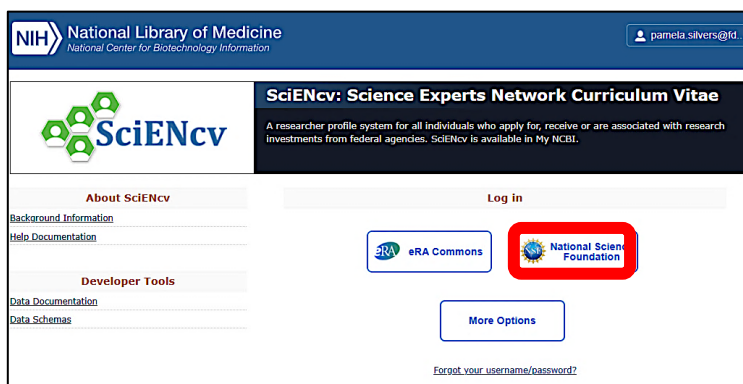 NIH National Library of Medicine
National Center for Biotechnology Information
pamela.silvers@fd...
SciENcv
SciENcv: Science Experts Network Curriculum Vitae
A researcher profile system for all individuals who apply for, receive or are associated with research
investments from federal agencies. SciENcv is available in My NCBI.
About SciENcv
Background Information
Help Documentation
Developer Tools
Data Documentation
Data Schemas
Log in
eRA eRA Commons
NSF National Scienc
Foundation
More Options
Forgot your username/password?